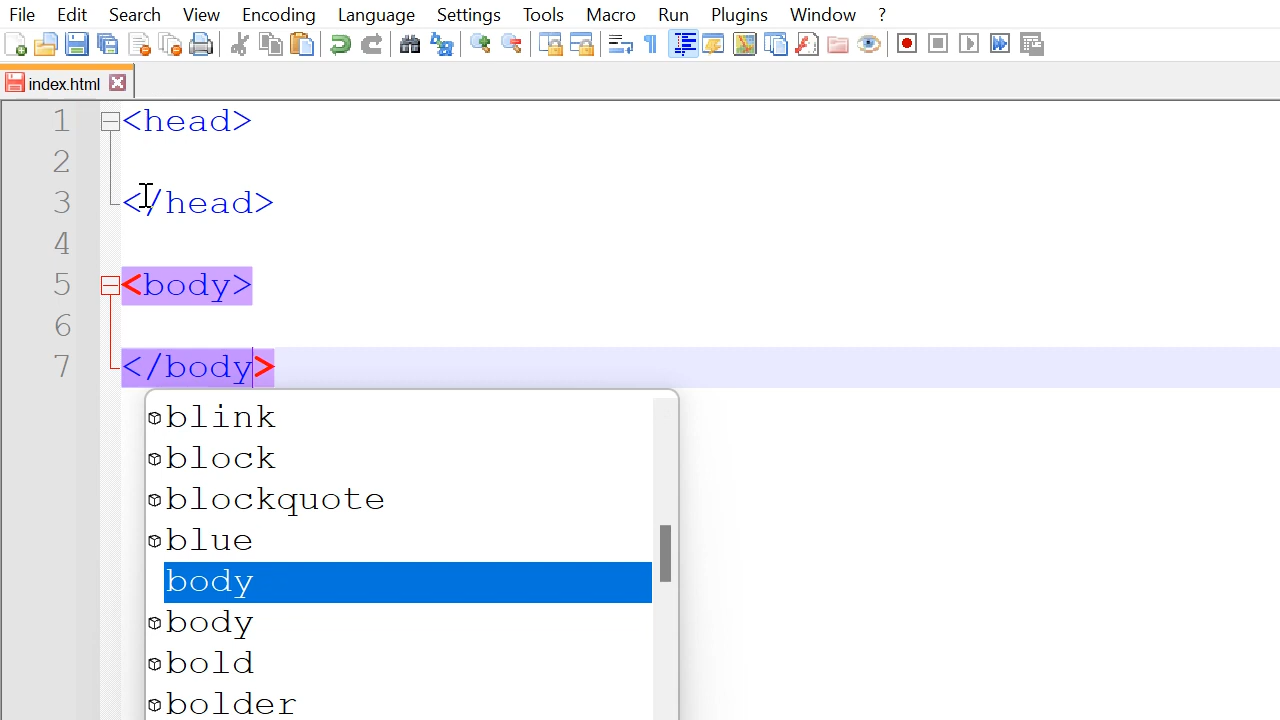 File Edit Search View Encoding Language Settings Tools Macro Run Plugins Window ?
index.html
1 <head>
2
3 </head>
4
5 <body>
6
7 </body>
blink
block
blockquote
blue
body
body
bold
bolder